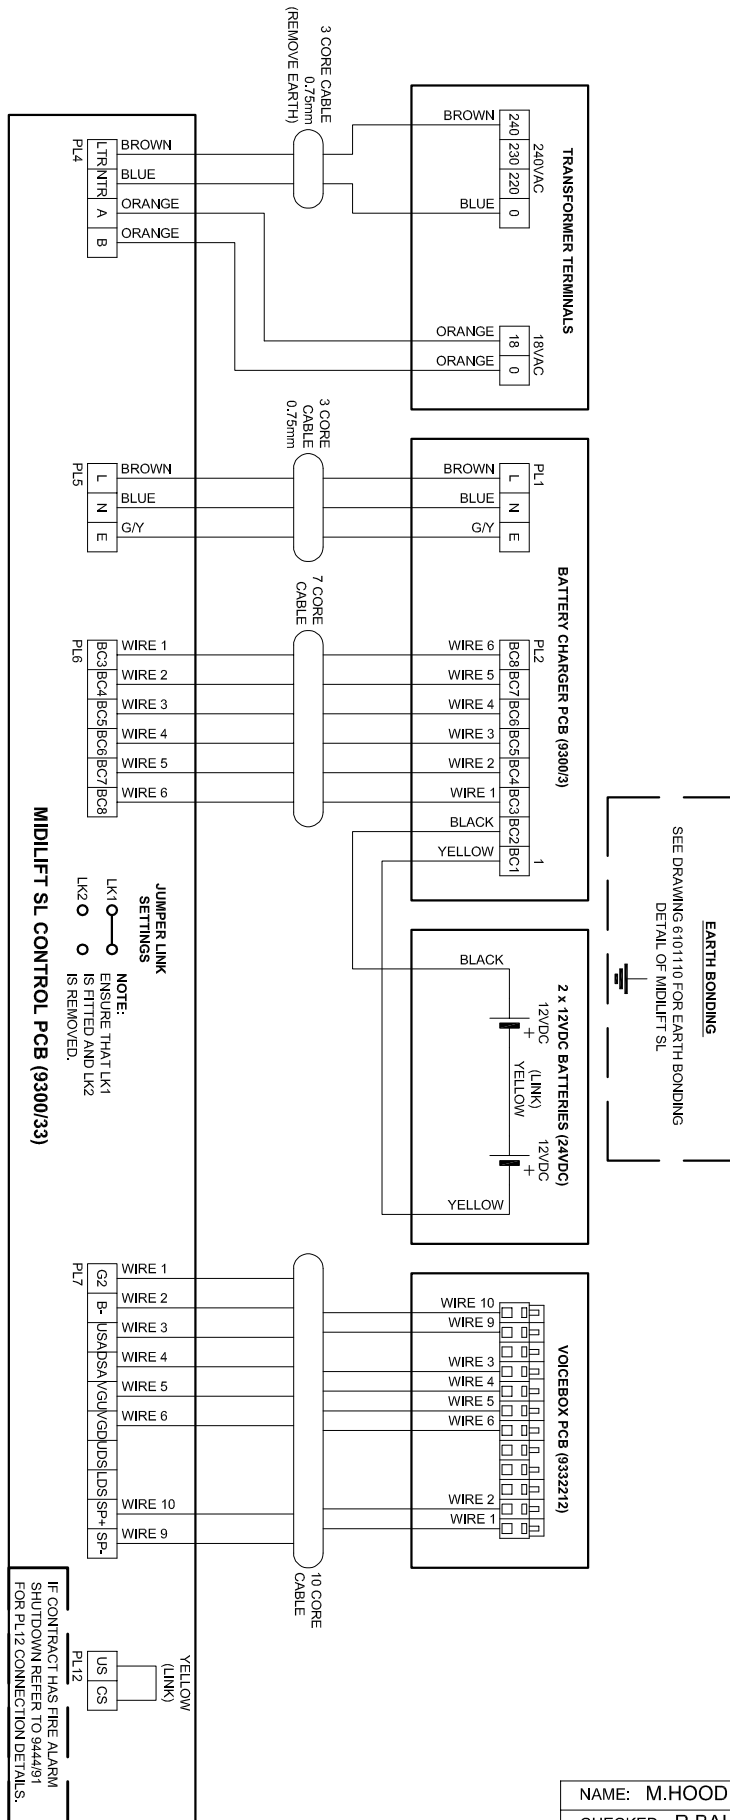 3 CORE CABLE
0.75mm
(REMOVE EARTH)
TRANSFORMER TERMINALS
240VAC
240 230 220 0
BROWN
BLUE
18VAC
18 0
ORANGE
ORANGE
BROWN
BLUE
ORANGE
ORANGE
LTR NTR A B
PL4
3 CORE
CABLE
0.75mm
BATTERY CHARGER PCB (9300/3)
PL1
L N E
BROWN
BLUE
G/Y
BROWN
BLUE
G/Y
L N E
PL5
7 CORE
CABLE
PL2
1
BC8 BC7 BC6 BC5 BC4 BC3 BC2 BC1
WIRE 6
WIRE 5
WIRE 4
WIRE 3
WIRE 2
WIRE 1
BLACK
YELLOW
WIRE 1
WIRE 2
WIRE 3
WIRE 4
WIRE 5
WIRE 6
BC3 BC4 BC5 BC6 BC7 BC8
PL6
EARTH BONDING
SEE DRAWING 6101110 FOR EARTH BONDING
DETAIL OF MIDILIFT SL
2 x 12VDC BATTERIES (24VDC)
12VDC
+
(LINK)
YELLOW
12VDC
+
BLACK
YELLOW
JUMPER LINK
SETTINGS
LK1
LK2
NOTE:
ENSURE THAT LK1
IS FITTED AND LK2
IS REMOVED.
MIDILIFT SL CONTROL PCB (9300/33)
VOICEBOX PCB (9332212)
WIRE 10
WIRE 9
WIRE 3
WIRE 4
WIRE 5
WIRE 6
WIRE 2
WIRE 1
10 CORE
CABLE
WIRE 1
WIRE 2
WIRE 3
WIRE 4
WIRE 5
WIRE 6
WIRE 10
WIRE 9
G2 B- USA DSA VGU VGD UDS LDS SP+ SP-
PL7
YELLOW
(LINK)
US CS
PL12
IF CONTRACT HAS FIRE ALARM
SHUTDOWN REFER TO 9444/91
FOR PL12 CONNECTION DETAILS.
NAME: M.HOOD